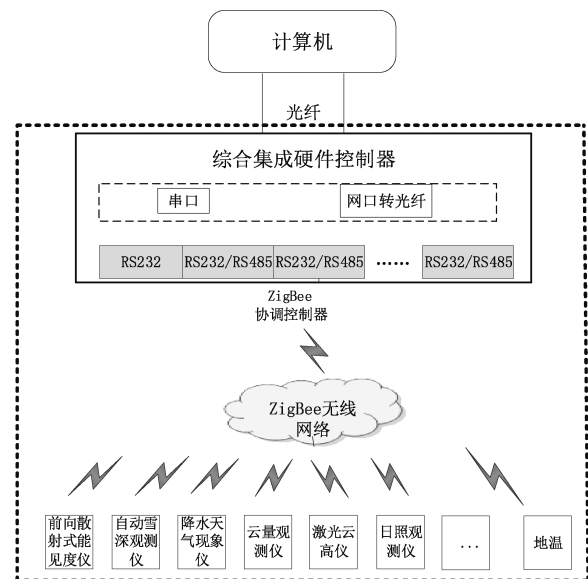 计算机
光纤
综合集成硬件控制器
串口
网口转光纤
RS232
RS232/RS485
RS232/RS485
......
RS232/RS485
ZigBee
协调控制器
ZigBee无线
网络
前向散
射式能
见度仪
自动雪
深观测
仪
降水天
气现象
仪
云量观
测仪
激光云
高仪
日照观
测仪
...
地温